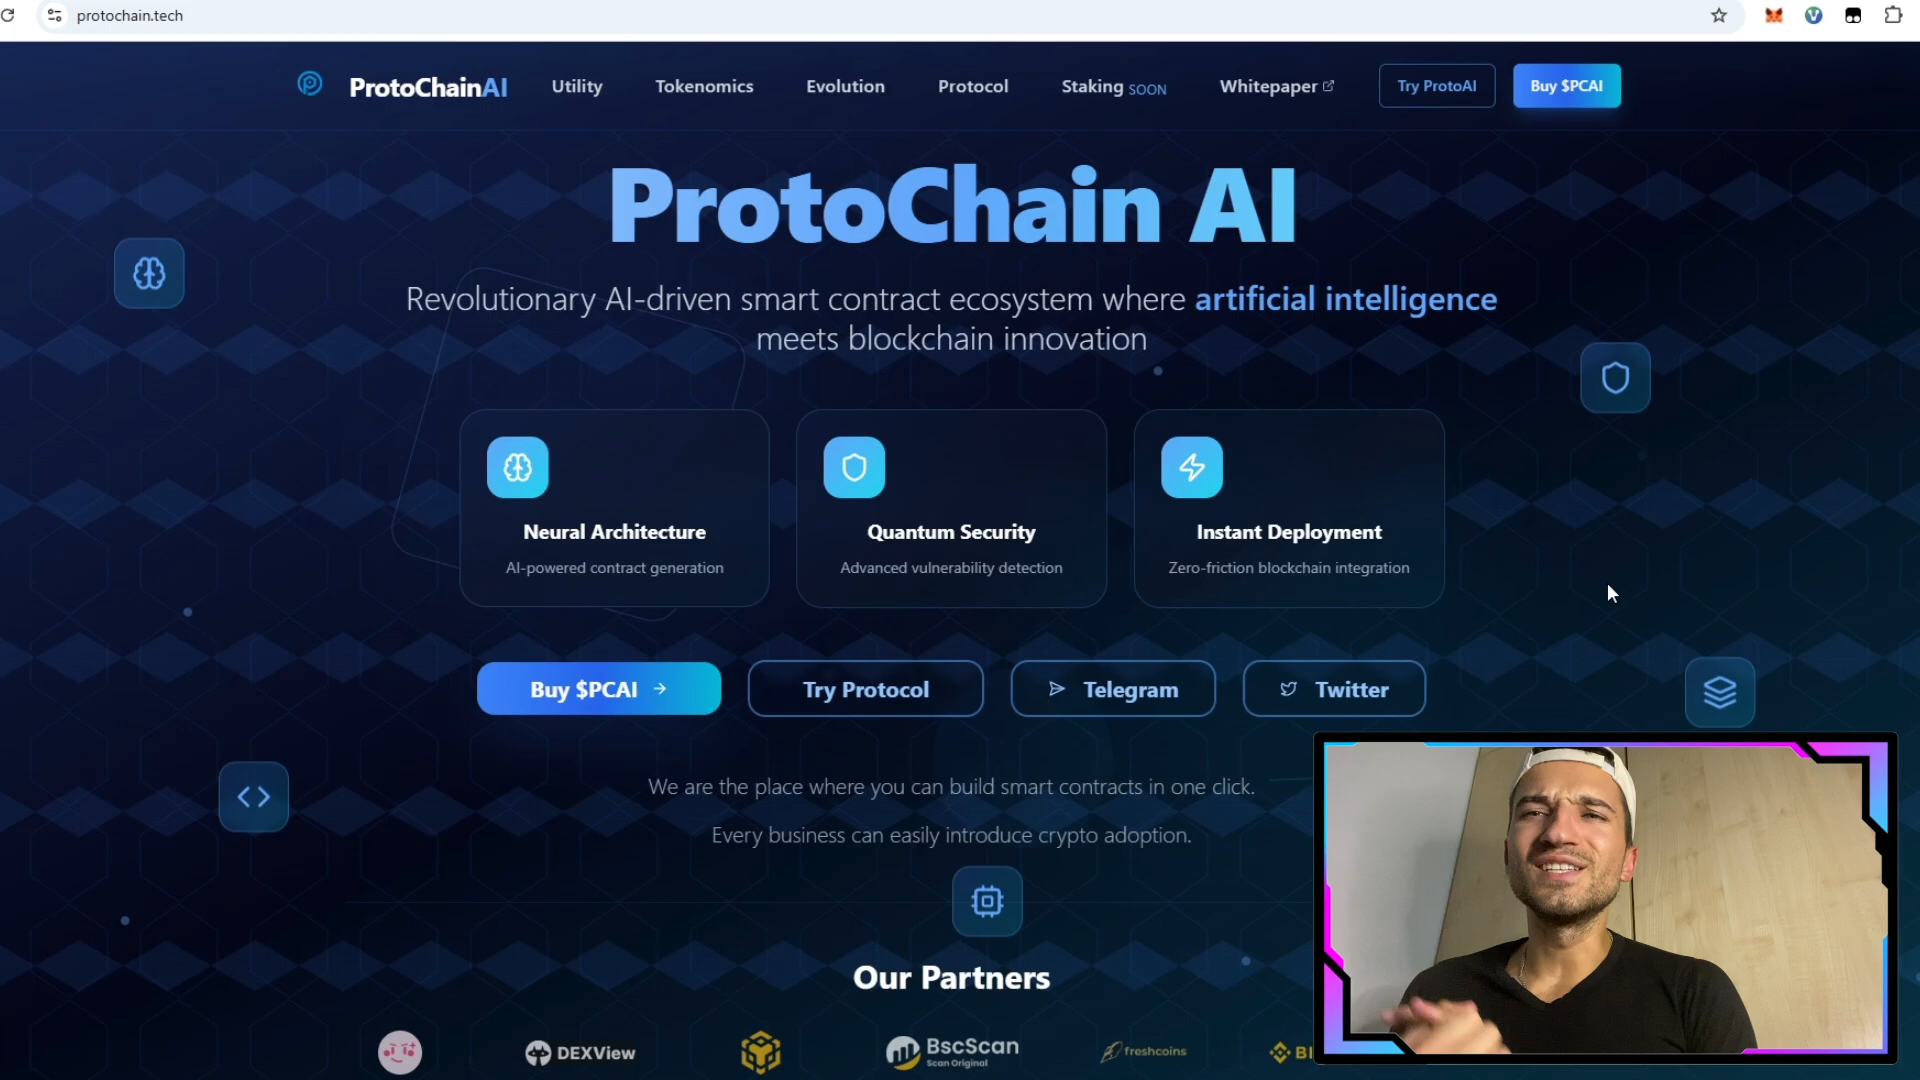 protochain.tech
ProtoChainAI
Utility
Tokenomics
Evolution
Protocol
Staking SOON
Whitepaper
Try ProtoAI
Buy $PCAI
ProtoChain AI
Revolutionary AI-driven smart contract ecosystem where artificial intelligence
meets blockchain innovation
Neural Architecture
AI-powered contract generation
Quantum Security
Advanced vulnerability detection
Instant Deployment
Zero-friction blockchain integration
Buy $PCAI →
Try Protocol
Telegram
Twitter
We are the place where you can build smart contracts in one click.
Every business can easily introduce crypto adoption.
Our Partners
DEXView
BscScan
Scan Original
freshcoins